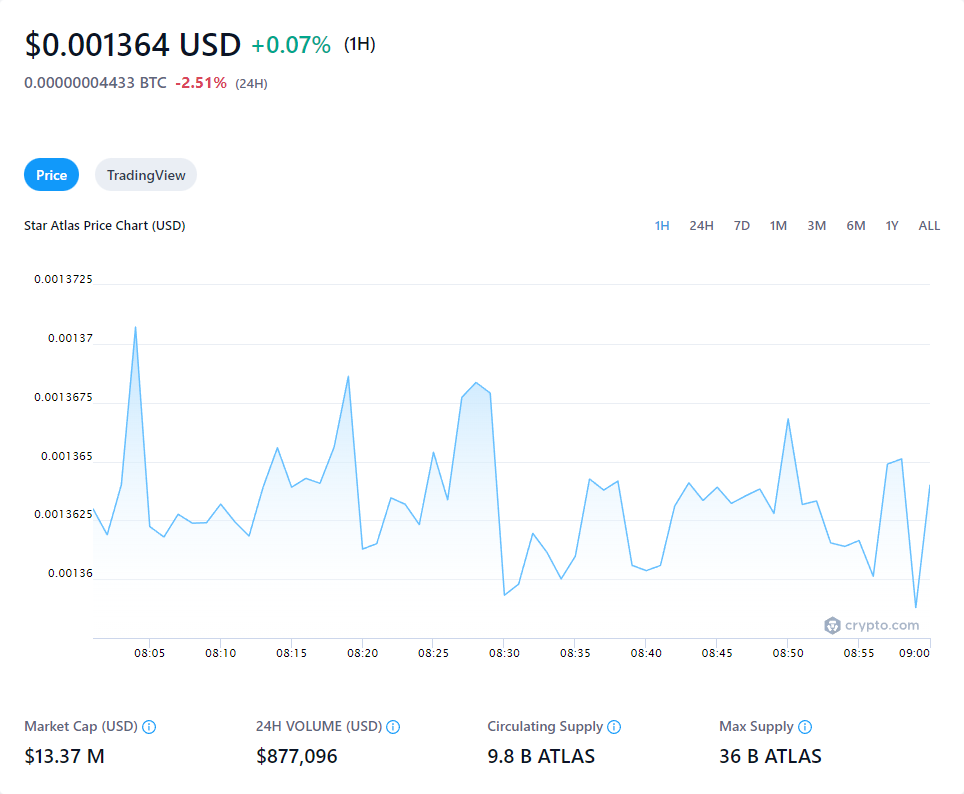 $0.001364 USD +0.07% (1H)
0.00000004433 BTC -2.51% (24H)
Price TradingView
Star Atlas Price Chart (USD) 1H 24H 7D 1M 3M 6M 1Y ALL
0.0013725
0.00137
0.0013675
0.001365
0.0013625
0.00136
crypto.com
08:05 08:10 08:15 08:20 08:25 08:30 08:35 08:40 08:45 08:50 08:55 09:00
Market Cap (USD) 24H VOLUME (USD) Circulating Supply Max Supply
$13.37 M $877,096 9.8 B ATLAS 36 B ATLAS